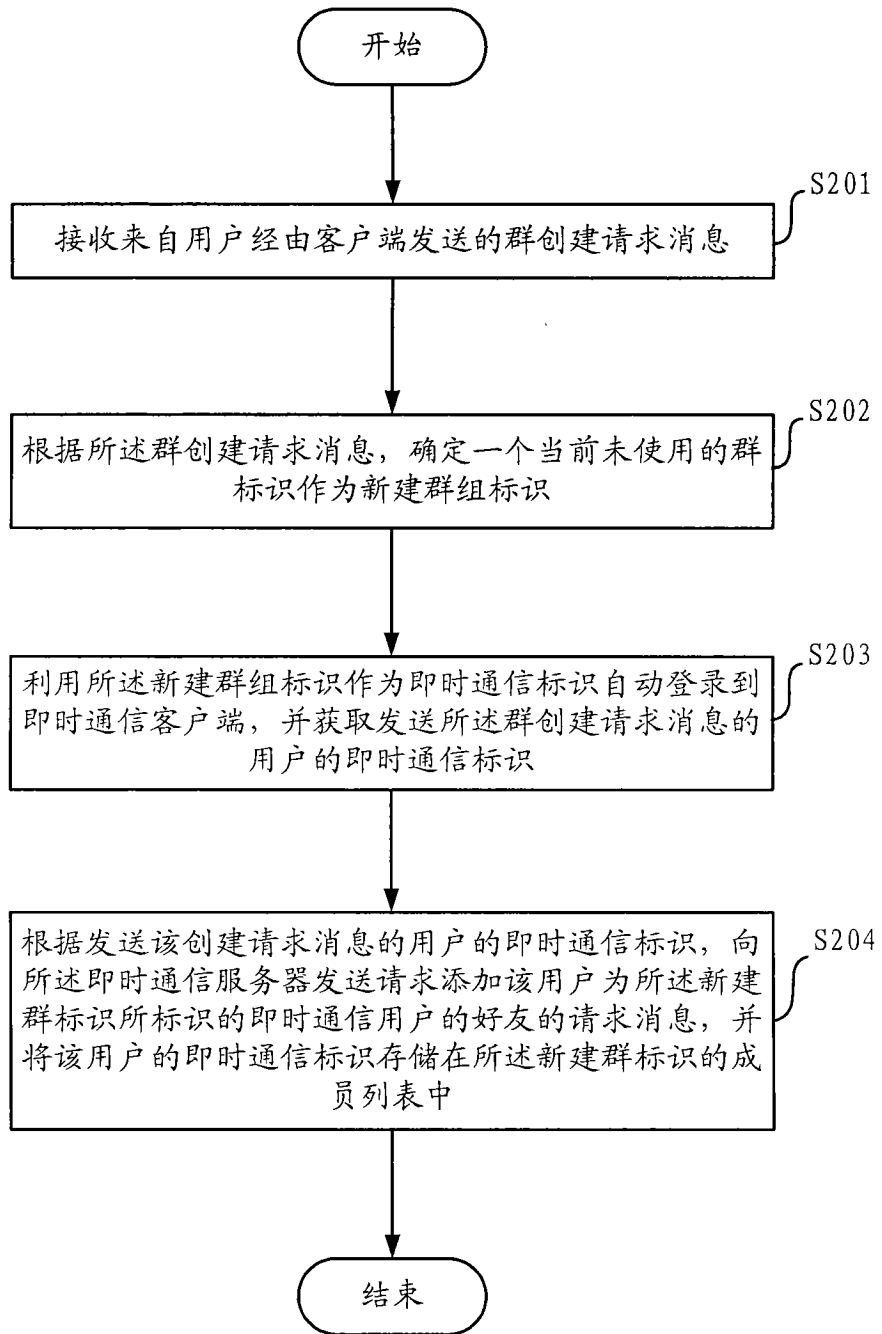 开始
S201
接收来自用户经由客户端发送的群创建请求消息
S202
根据所述群创建请求消息，确定一个当前未使用的群
标识作为新建群组标识
S203
利用所述新建群组标识作为即时通信标识自动登录到
即时通信客户端，并获取发送所述群创建请求消息的
用户的即时通信标识
S204
根据发送该创建请求消息的用户的即时通信标识，向
所述即时通信服务器发送请求添加该用户为所述新建
群标识所标识的即时通信用户的好友的请求消息，并
将该用户的即时通信标识存储在所述新建群标识的成
员列表中
结束